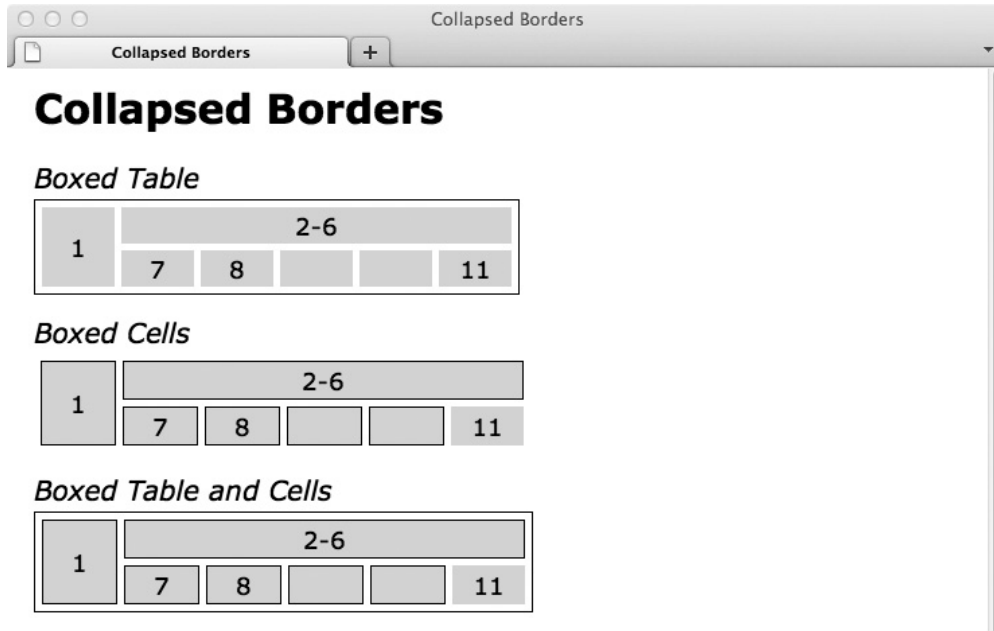 Collapsed Borders
Collapsed Borders +
Collapsed Borders
Boxed Table
1 2-6
7 8 11
Boxed Cells
1 2-6
7 8 11
Boxed Table and Cells
1 2-6
7 8 11